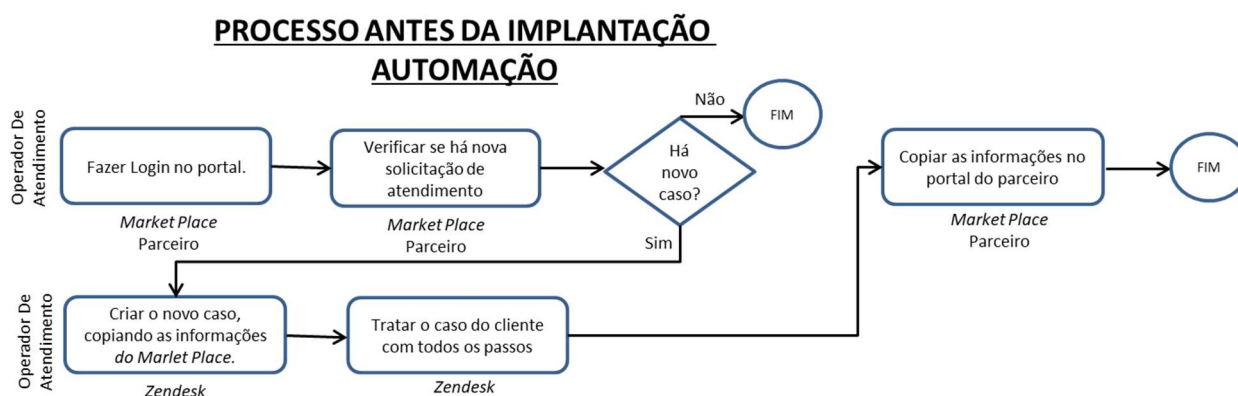 PROCESSO ANTES DA IMPLANTAÇÃO
AUTOMAÇÃO
Operador De
Atendimento
Fazer Login no portal.
Market Place
Parceiro
Verificar se há nova
solicitação de
atendimento
Market Place
Parceiro
Há
novo
caso?
Não
FIM
Sim
Copiar as informações no
portal do parceiro
Market Place
Parceiro
FIM
Operador De
Atendimento
Criar o novo caso,
copiando as informações
do Marlet Place.
Zendesk
Tratar o caso do cliente
com todos os passos
Zendesk